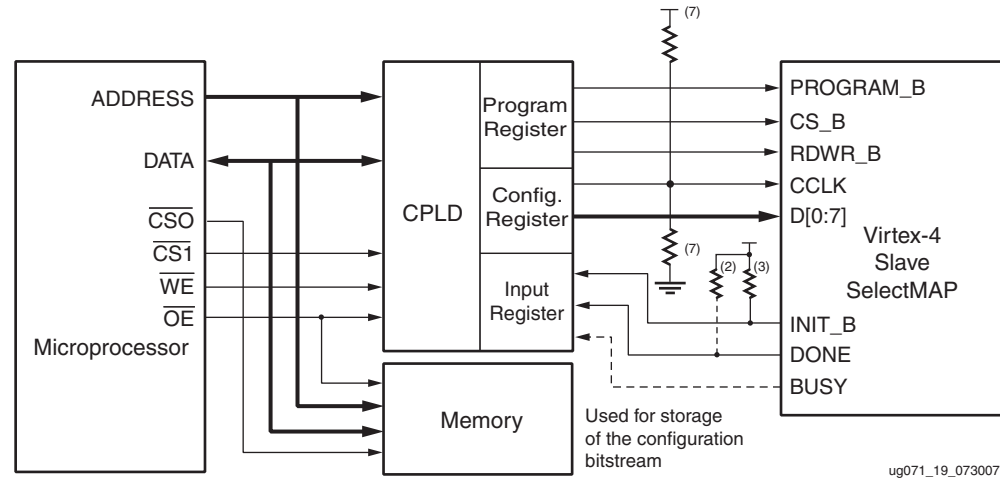 (7)
ADDRESS
DATA
CSO
CS1
WE
OE
Microprocessor
CPLD
Program
Register
Config.
Register
Input
Register
Memory
(7)
(2)
(3)
PROGRAM_B
CS_B
RDWR_B
CCLK
D[0:7]
Virtex-4
Slave
SelectMAP
INIT_B
DONE
BUSY
Used for storage
of the configuration
bitstream
ug071_19_073007